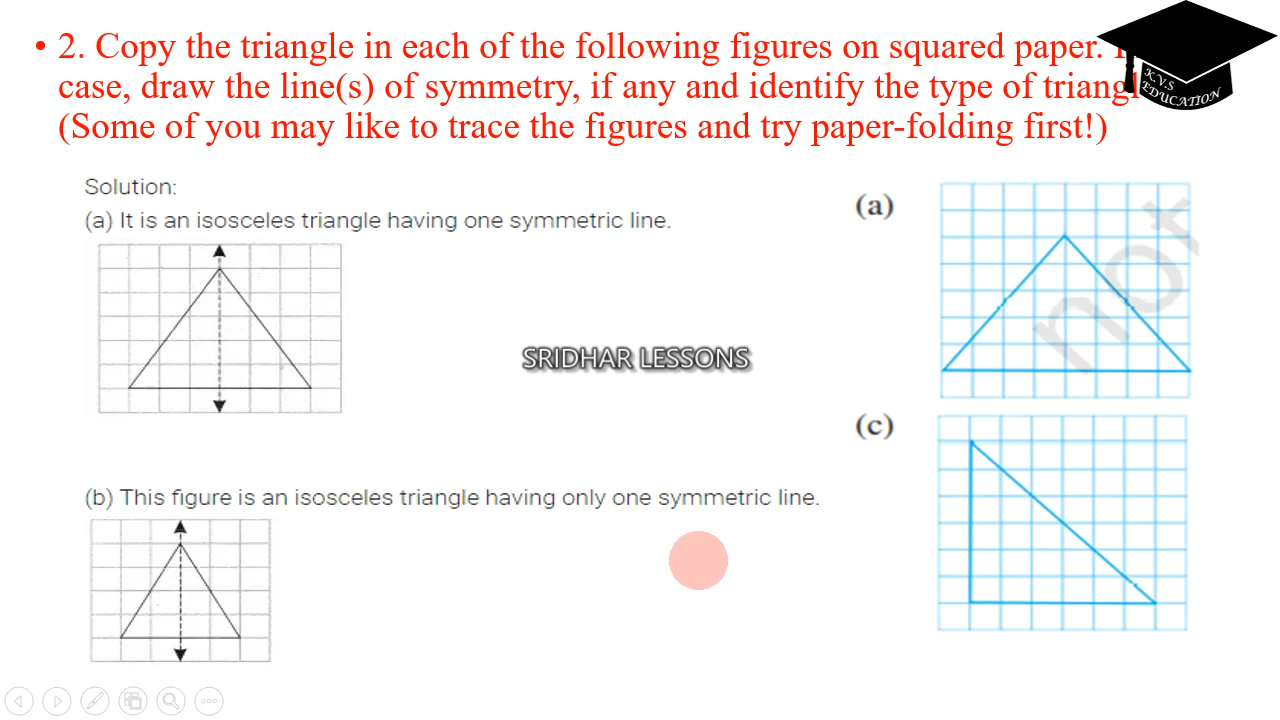 • 2. Copy the triangle in each of the following figures on squared paper.
case, draw the line(s) of symmetry, if any and identify the type of
(Some of you may like to trace the figures and try paper-folding first!)
K.V.S
EDUCATION
Solution:
(a) It is an isosceles triangle having one symmetric line.
(a)
not
SRIDHAR LESSONS
(c)
(b) This figure is an isosceles triangle having only one symmetric line.